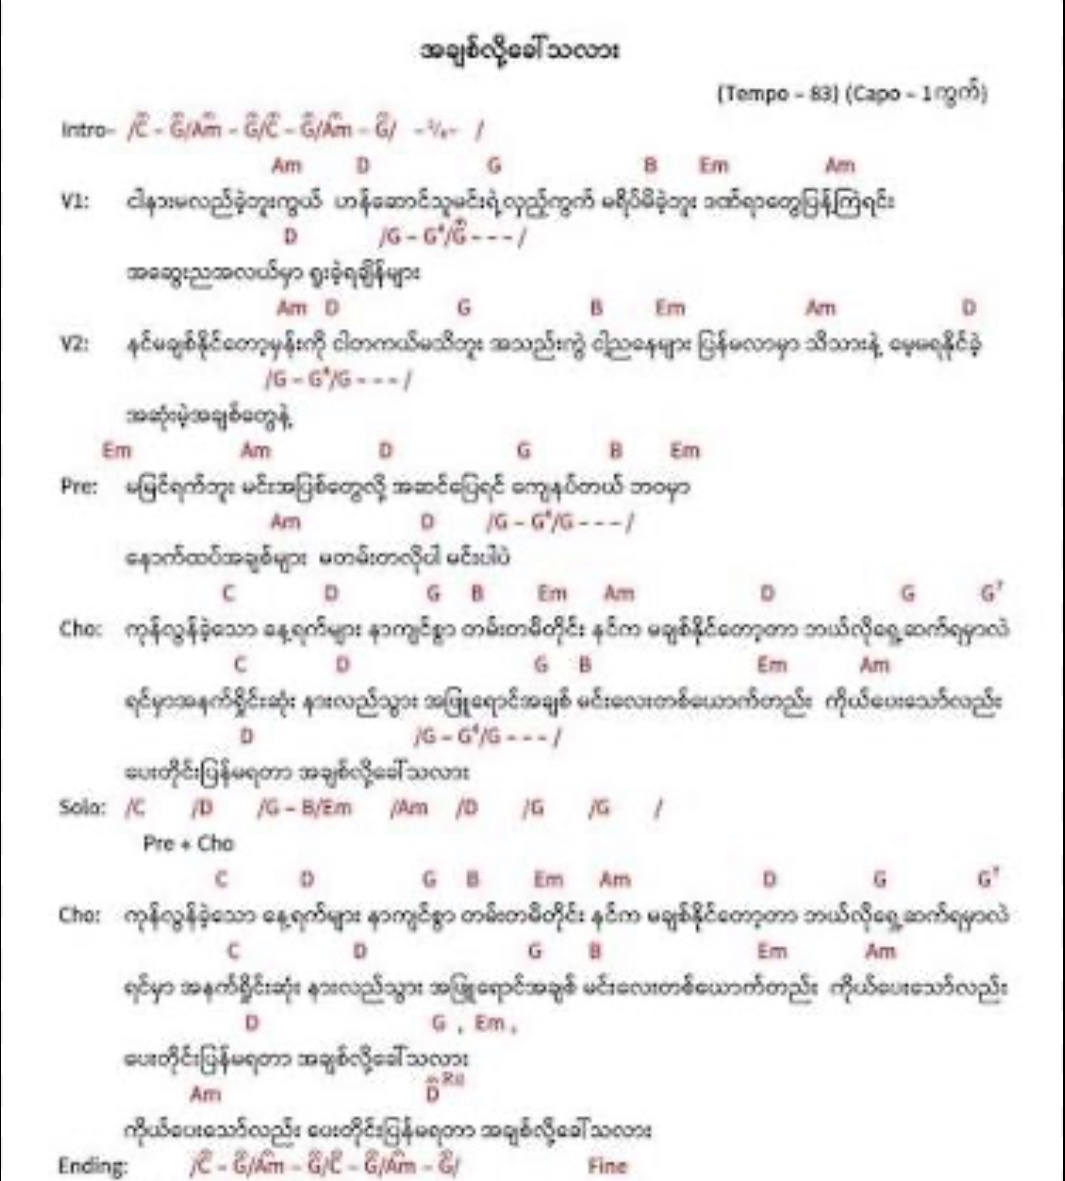 အချစ်လို့ခေါ်သလား
(Tempo – 83) (Capo – 1ကွက်)
Intro- /C – G/Am – G/C – G/Am – G/ – ²/₄– /
Am D G B Em Am
V1: ငါနားမလည်ခဲ့ဘူးကွယ် ဟန်ဆောင်သူမင်းရဲ့လှည့်ကွက် မရိပ်မိခဲ့ဘူး ဒဏ်ရာတွေပြန်ကြဲရင်း
D /G – G⁴/G – – – /
အဆွေးညအလယ်မှာ ရူးခဲ့ရချိန်များ
Am D G B Em Am D
V2: နင်မချစ်နိုင်တော့မှန်းကို ငါတကယ်မသိဘူး အသည်းကွဲ ငါ့ညနေများ ပြန်မလာမှာ သိသားနဲ့ မေ့မရနိုင်ခဲ့
/G – G⁴/G – – – /
အဆုံးမဲ့အချစ်တွေနဲ့
Em Am D G B Em
Pre: မမြင်ရက်ဘူး မင်းအပြစ်တွေလို့ အဆင်ပြေရင် ကျေနပ်တယ် ဘဝမှာ
Am D /G – G⁴/G – – – /
နောက်ထပ်အချစ်များ မတမ်းတလိုပါ မင်းပါပဲ
C D G B Em Am D G G⁷
Cho: ကုန်လွန်ခဲ့သော နေ့ရက်များ နာကျင်စွာ တမ်းတမိတိုင်း နင်က မချစ်နိုင်တော့တာ ဘယ်လိုရှေ့ဆက်ရမှာလဲ
C D G B Em Am
ရင်မှာအနက်ရှိုင်းဆုံး နားလည်သွား အဖြူရောင်အချစ် မင်းလေးတစ်ယောက်တည်း ကိုယ်ပေးသော်လည်း
D /G – G⁴/G – – – /
ပေးတိုင်းပြန်မရတာ အချစ်လို့ခေါ်သလား
Solo: /C /D /G – B/Em /Am /D /G /G /
Pre + Cho
C D G B Em Am D G G⁷
Cho: ကုန်လွန်ခဲ့သော နေ့ရက်များ နာကျင်စွာ တမ်းတမိတိုင်း နင်က မချစ်နိုင်တော့တာ ဘယ်လိုရှေ့ဆက်ရမှာလဲ
C D G B Em Am
ရင်မှာ အနက်ရှိုင်းဆုံး နားလည်သွား အဖြူရောင်အချစ် မင်းလေးတစ်ယောက်တည်း ကိုယ်ပေးသော်လည်း
D G , Em ,
ပေးတိုင်းပြန်မရတာ အချစ်လို့ခေါ်သလား
Am D
ကိုယ်ပေးသော်လည်း ပေးတိုင်းပြန်မရတာ အချစ်လို့ခေါ်သလား
Ending: /C – G/Am – G/C – G/Am – G/ Fine